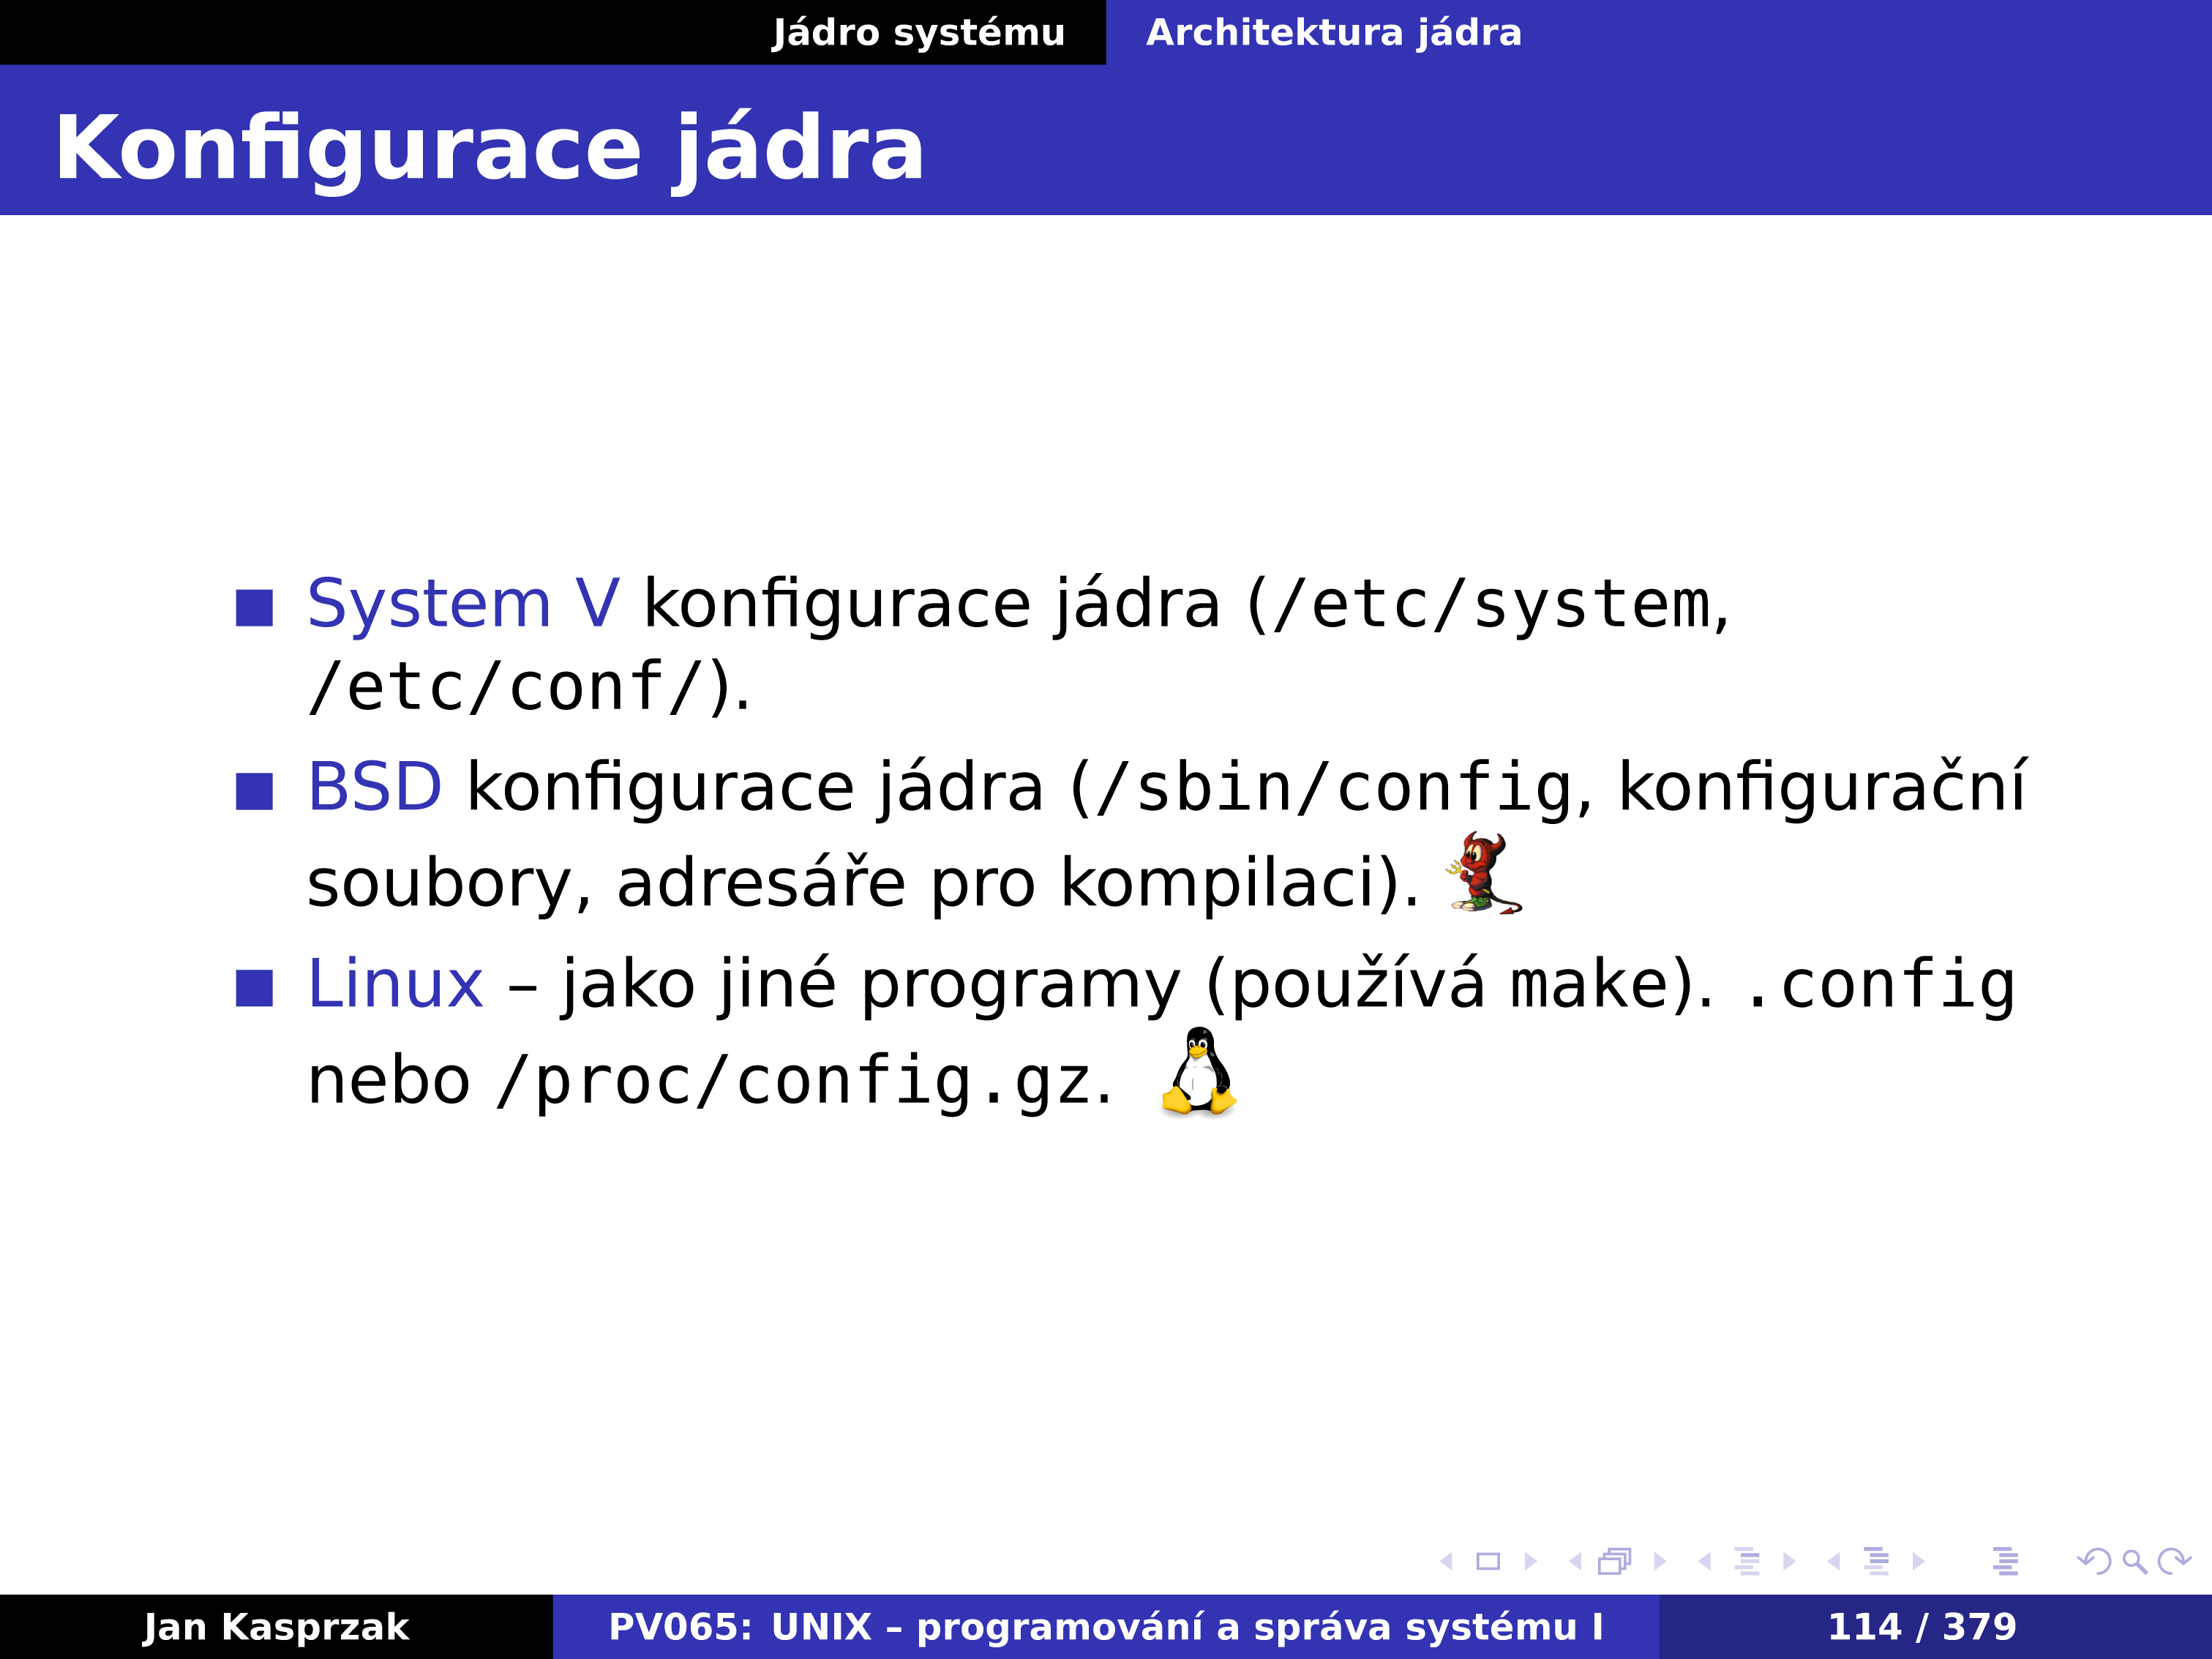 Jádro systému Architektura jádra
Konfigurace jádra
System V konfigurace jádra (/etc/system,
/etc/conf/).
BSD konfigurace jádra (/sbin/config, konfigurační
soubory, adresáře pro kompilaci).
Linux – jako jiné programy (používá make). .config
nebo /proc/config.gz.
Jan Kasprzak PV065: UNIX – programování a správa systému I 114 / 379